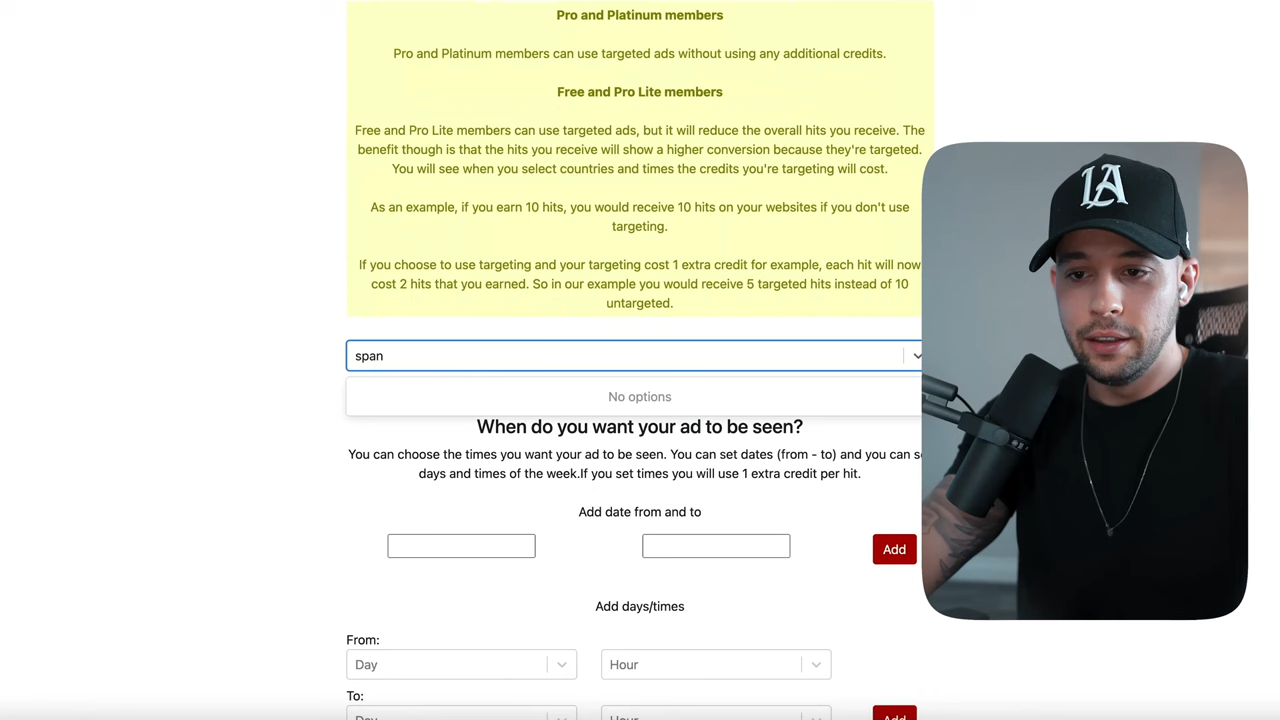 Pro and Platinum members
Pro and Platinum members can use targeted ads without using any additional credits.
Free and Pro Lite members
Free and Pro Lite members can use targeted ads, but it will reduce the overall hits you receive. The
benefit though is that the hits you receive will show a higher conversion because they're targeted.
You will see when you select countries and times the credits you're targeting will cost.
As an example, if you earn 10 hits, you would receive 10 hits on your websites if you don't use
targeting.
If you choose to use targeting and your targeting cost 1 extra credit for example, each hit will now
cost 2 hits that you earned. So in our example you would receive 5 targeted hits instead of 10
untargeted.
span
No options
When do you want your ad to be seen?
You can choose the times you want your ad to be seen. You can set dates (from - to) and you can
days and times of the week.If you set times you will use 1 extra credit per hit.
Add date from and to
Add
Add days/times
From:
Day
Hour
To:
Day
Hour
Add
LA